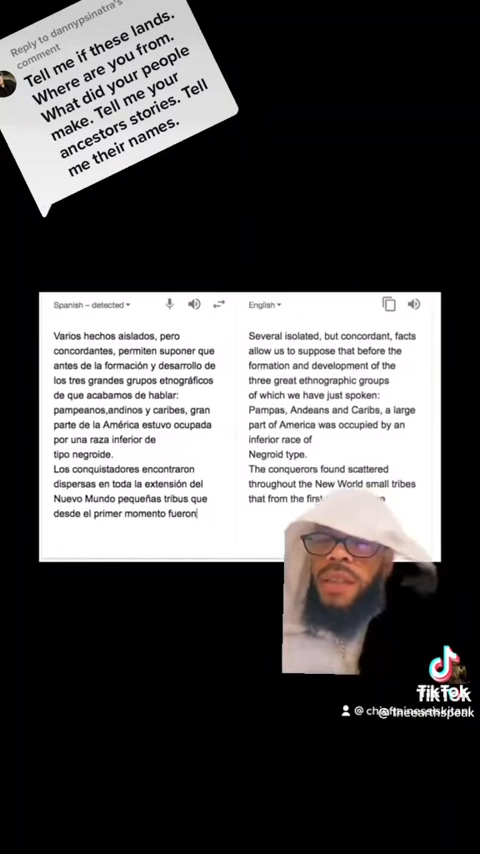 Reply to dannypsinatra's
comment
Tell me if these lands.
Where are you from.
What did your people
make. Tell me your
ancestors stories. Tell
me their names.
Spanish – detected
English
Varios hechos aislados, pero
concordantes, permiten suponer que
antes de la formación y desarrollo de
los tres grandes grupos etnográficos
de que acabamos de hablar:
pampeanos,andinos y caribes, gran
parte de la América estuvo ocupada
por una raza inferior de
tipo negroide.
Los conquistadores encontraron
dispersas en toda la extensión del
Nuevo Mundo pequeñas tribus que
desde el primer momento fueron
Several isolated, but concordant, facts
allow us to suppose that before the
formation and development of the
three great ethnographic groups
of which we have just spoken:
Pampas, Andeans and Caribs, a large
part of America was occupied by an
inferior race of
Negroid type.
The conquerors found scattered
throughout the New World small tribes
that from the first
TikTok
@theearthspeak